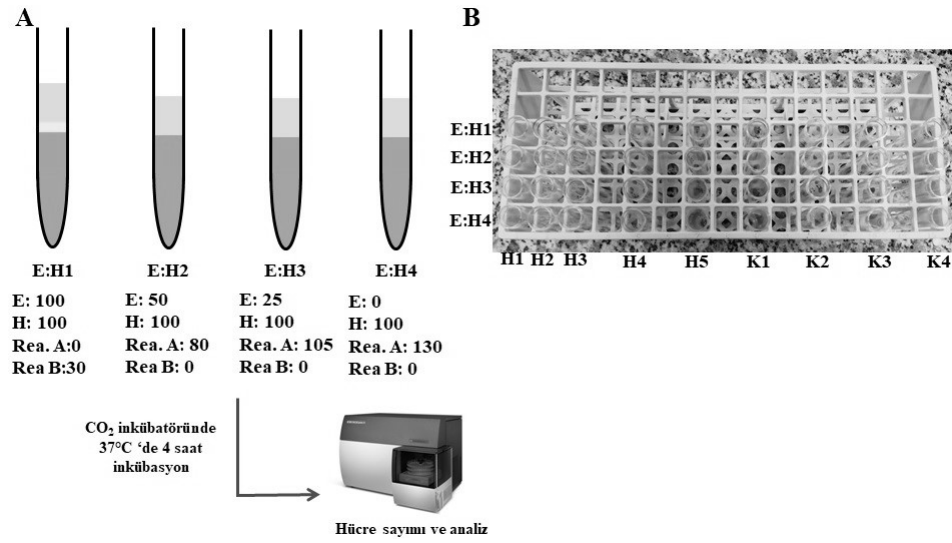 A
E:H1
E: 100
H: 100
Rea. A:0
Rea B:30
E:H2
E: 50
H: 100
Rea. A: 80
Rea B: 0
E:H3
E: 25
H: 100
Rea. A: 105
Rea B: 0
E:H4
E: 0
H: 100
Rea. A: 130
Rea B: 0
CO₂ inkübatöründe
37°C ‘de 4 saat
inkübasyon
Hücre sayımı ve analiz
B
E:H1
E:H2
E:H3
E:H4
H1 H2 H3 H4 H5 K1 K2 K3 K4